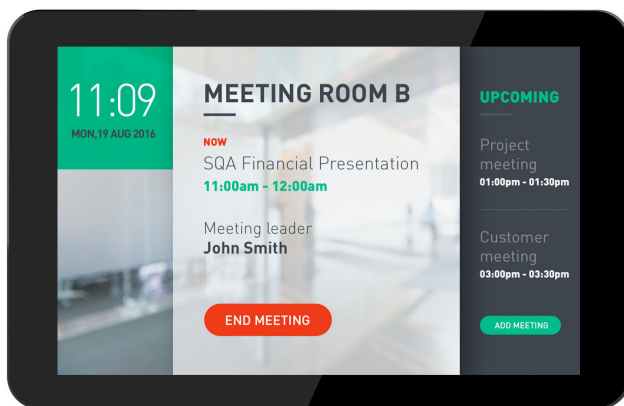 11:09
MON,19 AUG 2016
MEETING ROOM B
NOW
SQA Financial Presentation
11:00am - 12:00am
Meeting leader
John Smith
END MEETING
UPCOMING
Project
meeting
01:00pm - 01:30pm
Customer
meeting
03:00pm - 03:30pm
ADD MEETING